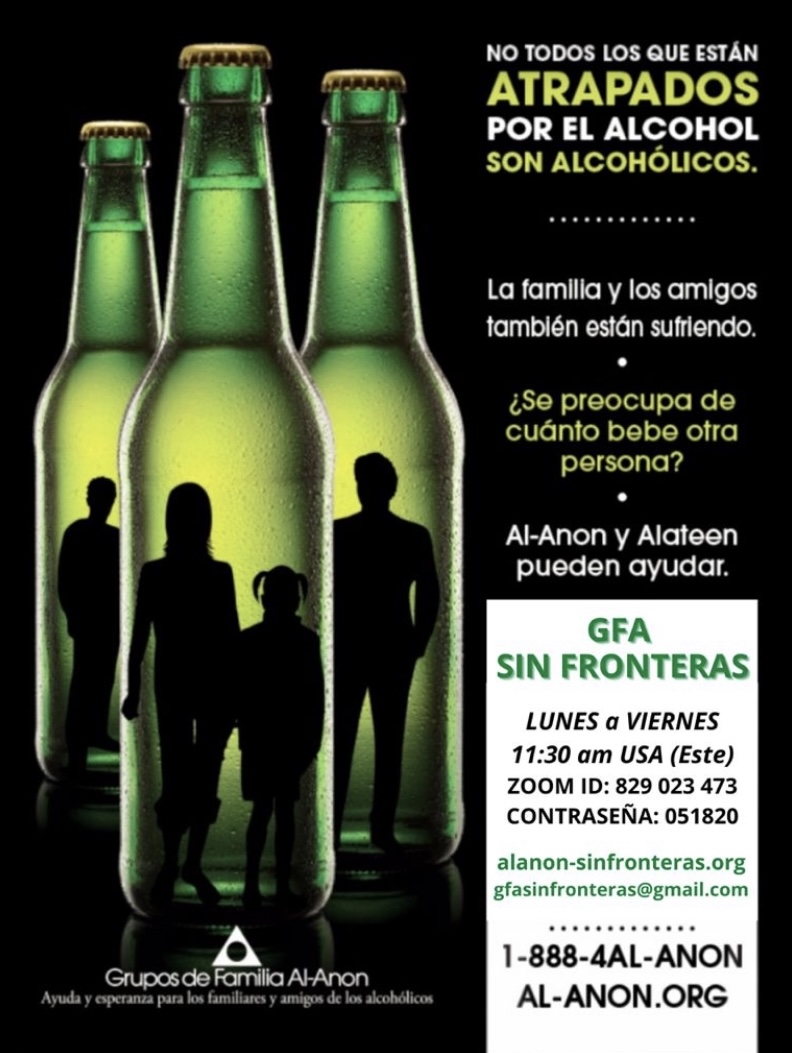 NO TODOS LOS QUE ESTÁN
ATRAPADOS
POR EL ALCOHOL
SON ALCOHÓLICOS.
La familia y los amigos
también están sufriendo.
¿Se preocupa de
cuánto bebe otra
persona?
Al-Anon y Alateen
pueden ayudar.
GFA
SIN FRONTERAS
LUNES a VIERNES
11:30 am USA (Este)
ZOOM ID: 829 023 473
CONTRASEÑA: 051820
alanon-sinfronteras.org
gfasinfronteras@gmail.com
1-888-4AL-ANON
AL-ANON.ORG
Grupos de Familia Al-Anon
Ayuda y esperanza para los familiares y amigos de los alcohólicos